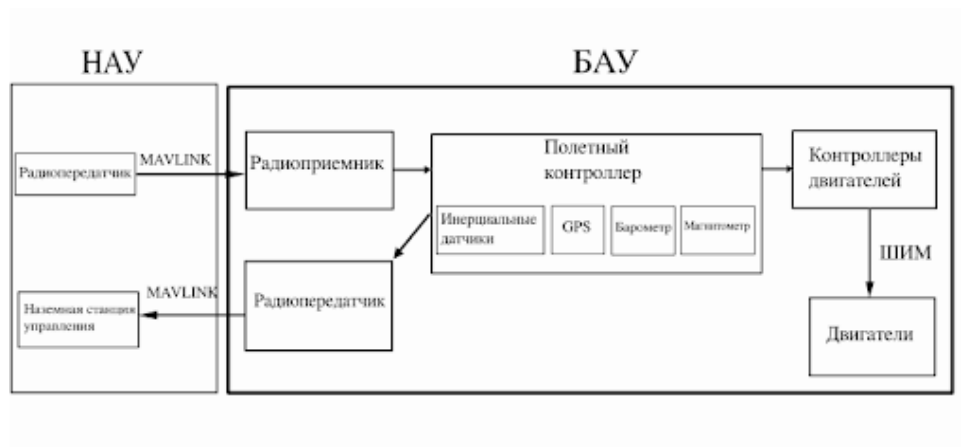 НАУ
БАУ
Радиопередатчик
MAVLINK
Радиоприемник
Полетный
контроллер
Инерциальные
датчики
GPS
Барометр
Магнитометр
Контроллеры
двигателей
ШИМ
Двигатели
Радиопередатчик
MAVLINK
Наземная станция
управления